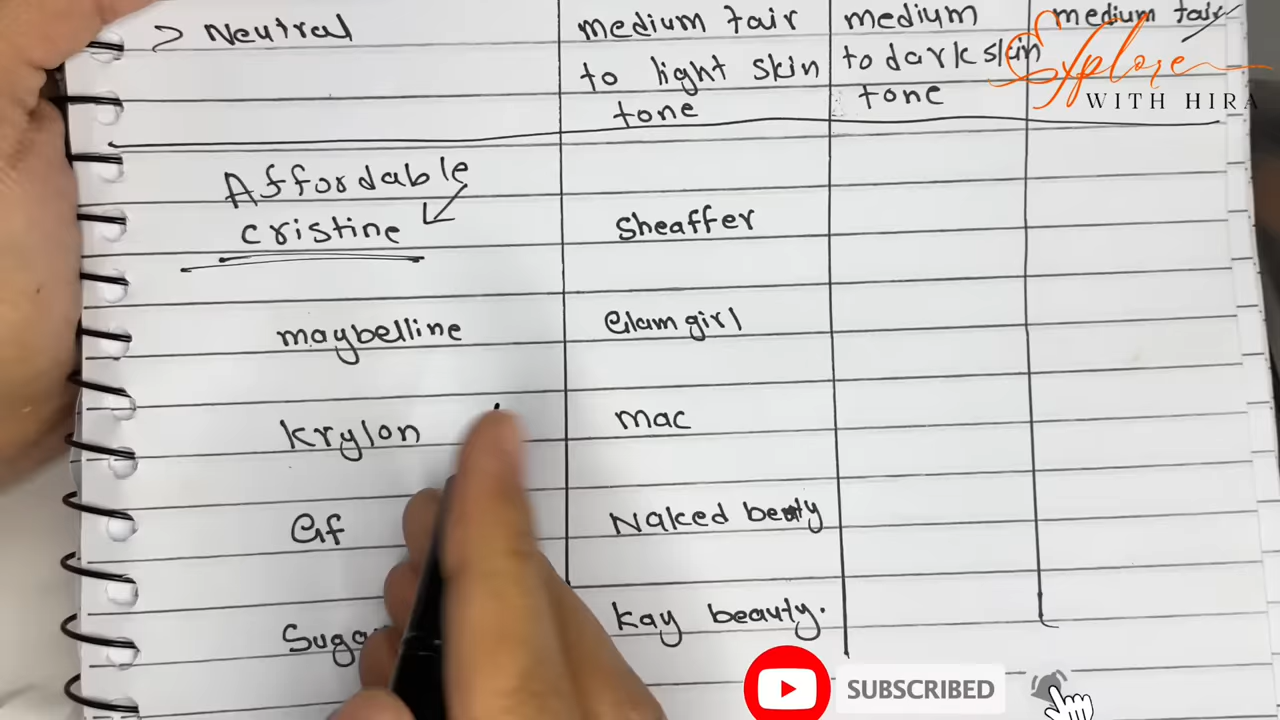 > Neutral
medium fair
to light skin
tone
medium
to dark skin
tone
medium fair
Explore
WITH HIRA
Affordable
cristine
Sheaffer
maybelline
Glam girl
krylon
mac
Gf
Naked beauty
Kay beauty.
SUBSCRIBED